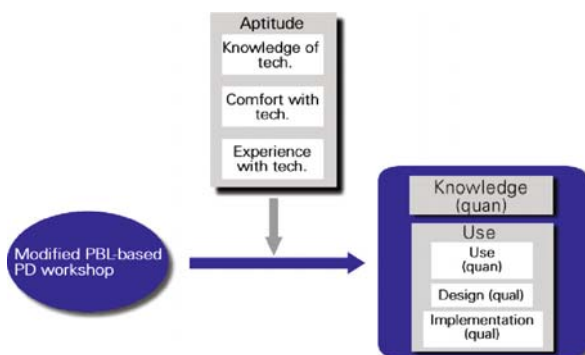 Aptitude
Knowledge of
tech.
Comfort with
tech.
Experience
with tech.
Modified PBL-based
PD workshop
Knowledge
(quan)
Use
Use
(quan)
Design (qual)
Implementation
(qual)